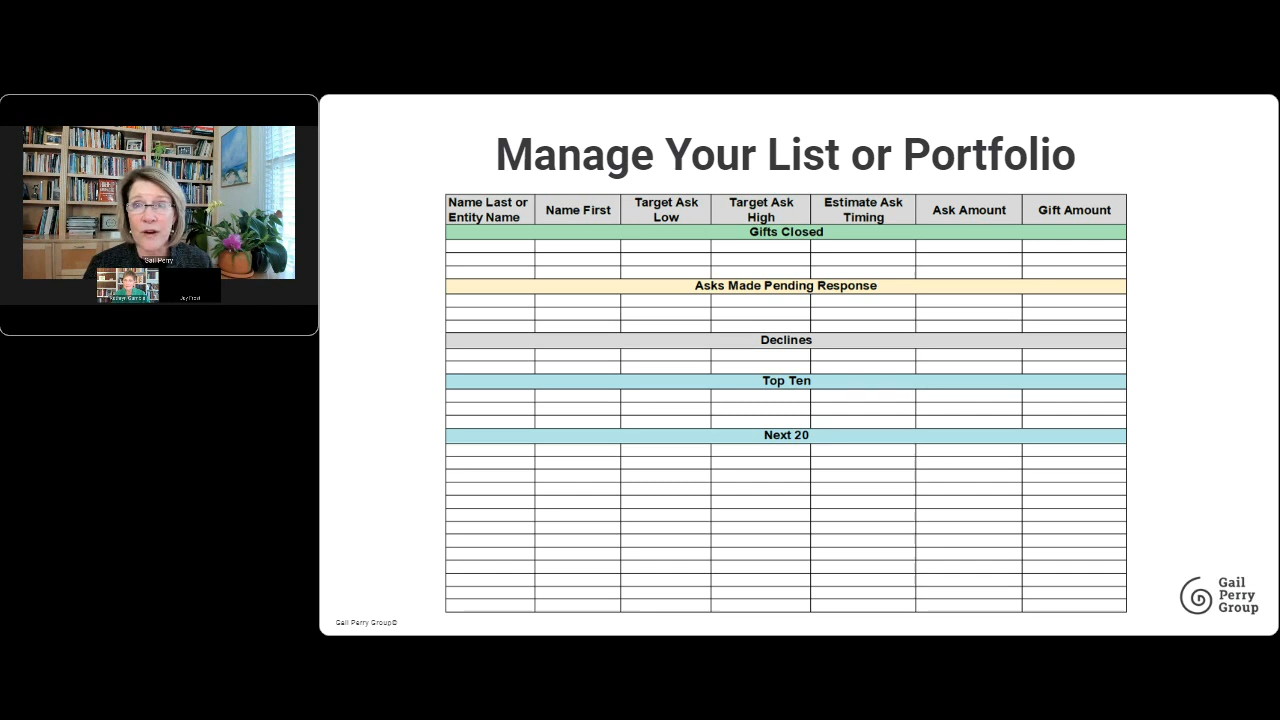 Manage Your List or Portfolio
Name Last or
Entity Name
Name First
Target Ask
Low
Target Ask
High
Estimate Ask
Timing
Ask Amount
Gift Amount
Gifts Closed
Asks Made Pending Response
Declines
Top Ten
Next 20
Gail Perry
Joy Frost
Gail
Perry
Group
Gail Perry Group©